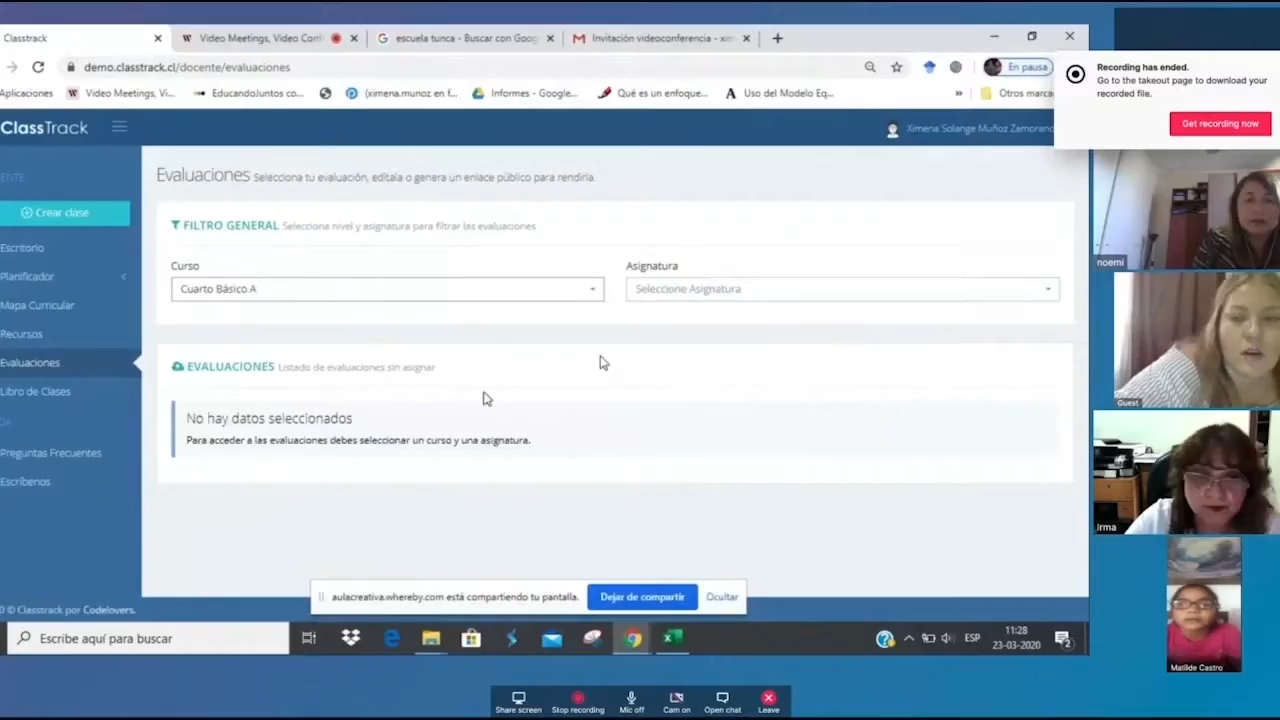 Classtrack
Video Meetings, Video Conf
escuela tunca - Buscar con Goog
Invitación videoconferencia - xim
demo.classtrack.cl/docente/evaluaciones
En pausa
Aplicaciones
Video Meetings, Vi...
EducandoJuntos co...
(ximena.munoz en f...
Informes - Google...
Qué es un enfoque...
Uso del Modelo Eq...
»
Otros marca
Recording has ended.
Go to the takeout page to download your
recorded file.
Get recording now
ClassTrack
Ximena Solange Muñoz Zamorano
ENTE
Crear clase
Escritorio
Planificador
Mapa Curricular
Recursos
Evaluaciones
Libro de Clases
Preguntas Frecuentes
Escríbenos
Evaluaciones Selecciona tu evaluación, edítala o genera un enlace público para rendirla.
FILTRO GENERAL Selecciona nivel y asignatura para filtrar las evaluaciones
Curso
Cuarto Básico A
Asignatura
Seleccione Asignatura
EVALUACIONES Listado de evaluaciones sin asignar
No hay datos seleccionados
Para acceder a las evaluaciones debes seleccionar un curso y una asignatura.
noemi
Guest
Irma
Matilde Castro
aulacreativa.whereby.com está compartiendo tu pantalla.
Dejar de compartir
Ocultar
0 © Classtrack por Codelovers.
Escribe aquí para buscar
ESP
11:28
23-03-2020
2
Share screen
Stop recording
Mic off
Cam on
Open chat
Leave